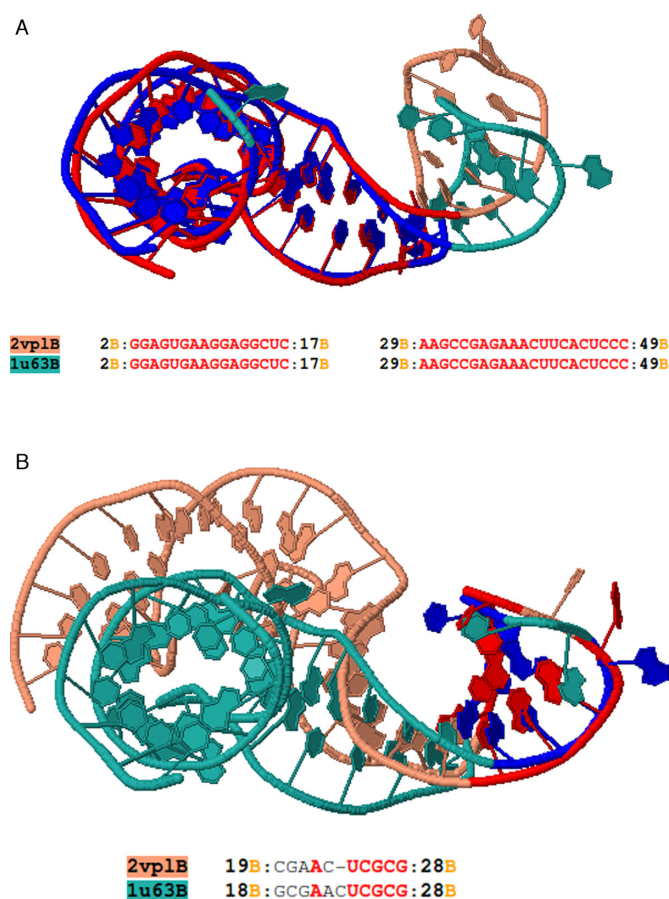 A
2vplB 2B:GGAGUGAAGGAGGCUC:17B 29B:AAGCCGAGAAACUUCACUCCC:49B
1u63B 2B:GGAGUGAAGGAGGCUC:17B 29B:AAGCCGAGAAACUUCACUCCC:49B
B
2vplB 19B:CGAAC-UCGCG:28B
1u63B 18B:GCGAACUCGCG:28B